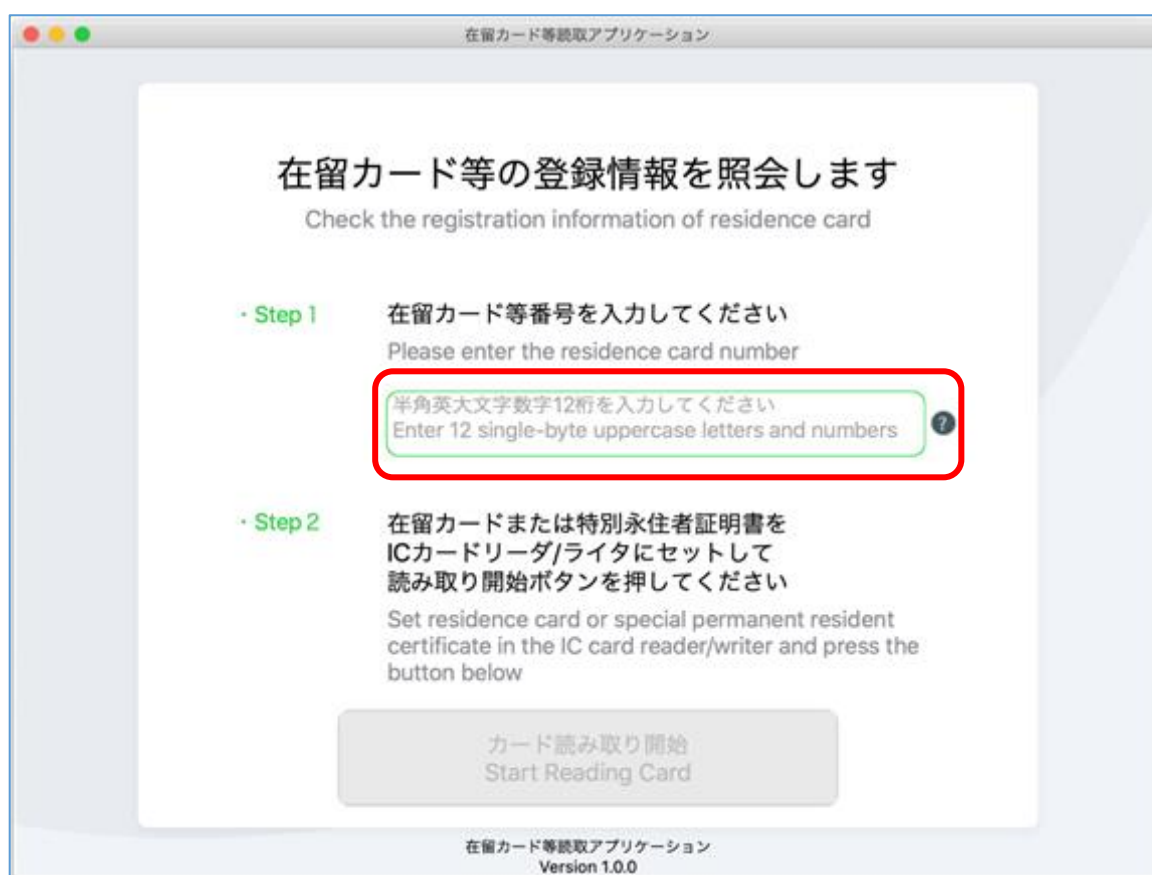 在留カード等読取アプリケーション
在留カード等の登録情報を照会します
Check the registration information of residence card
・Step 1
在留カード等番号を入力してください
Please enter the residence card number
半角英大文字数字12桁を入力してください
Enter 12 single-byte uppercase letters and numbers
?
・Step 2
在留カードまたは特別永住者証明書を
ICカードリーダ/ライタにセットして
読み取り開始ボタンを押してください
Set residence card or special permanent resident
certificate in the IC card reader/writer and press the
button below
カード読み取り開始
Start Reading Card
在留カード等読取アプリケーション
Version 1.0.0